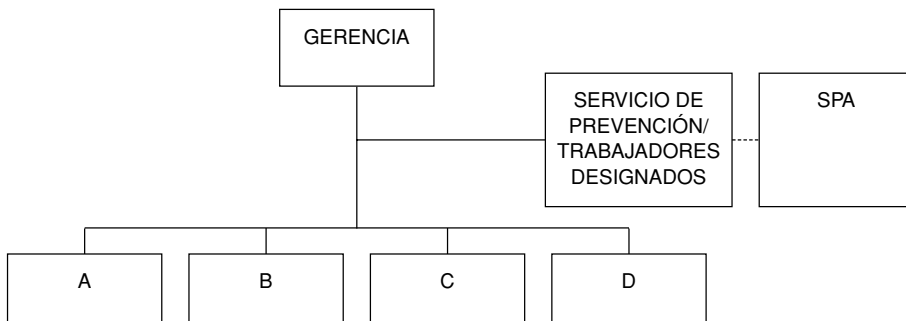 GERENCIA
SERVICIO DE
PREVENCIÓN/
TRABAJADORES
DESIGNADOS
SPA
A
B
C
D